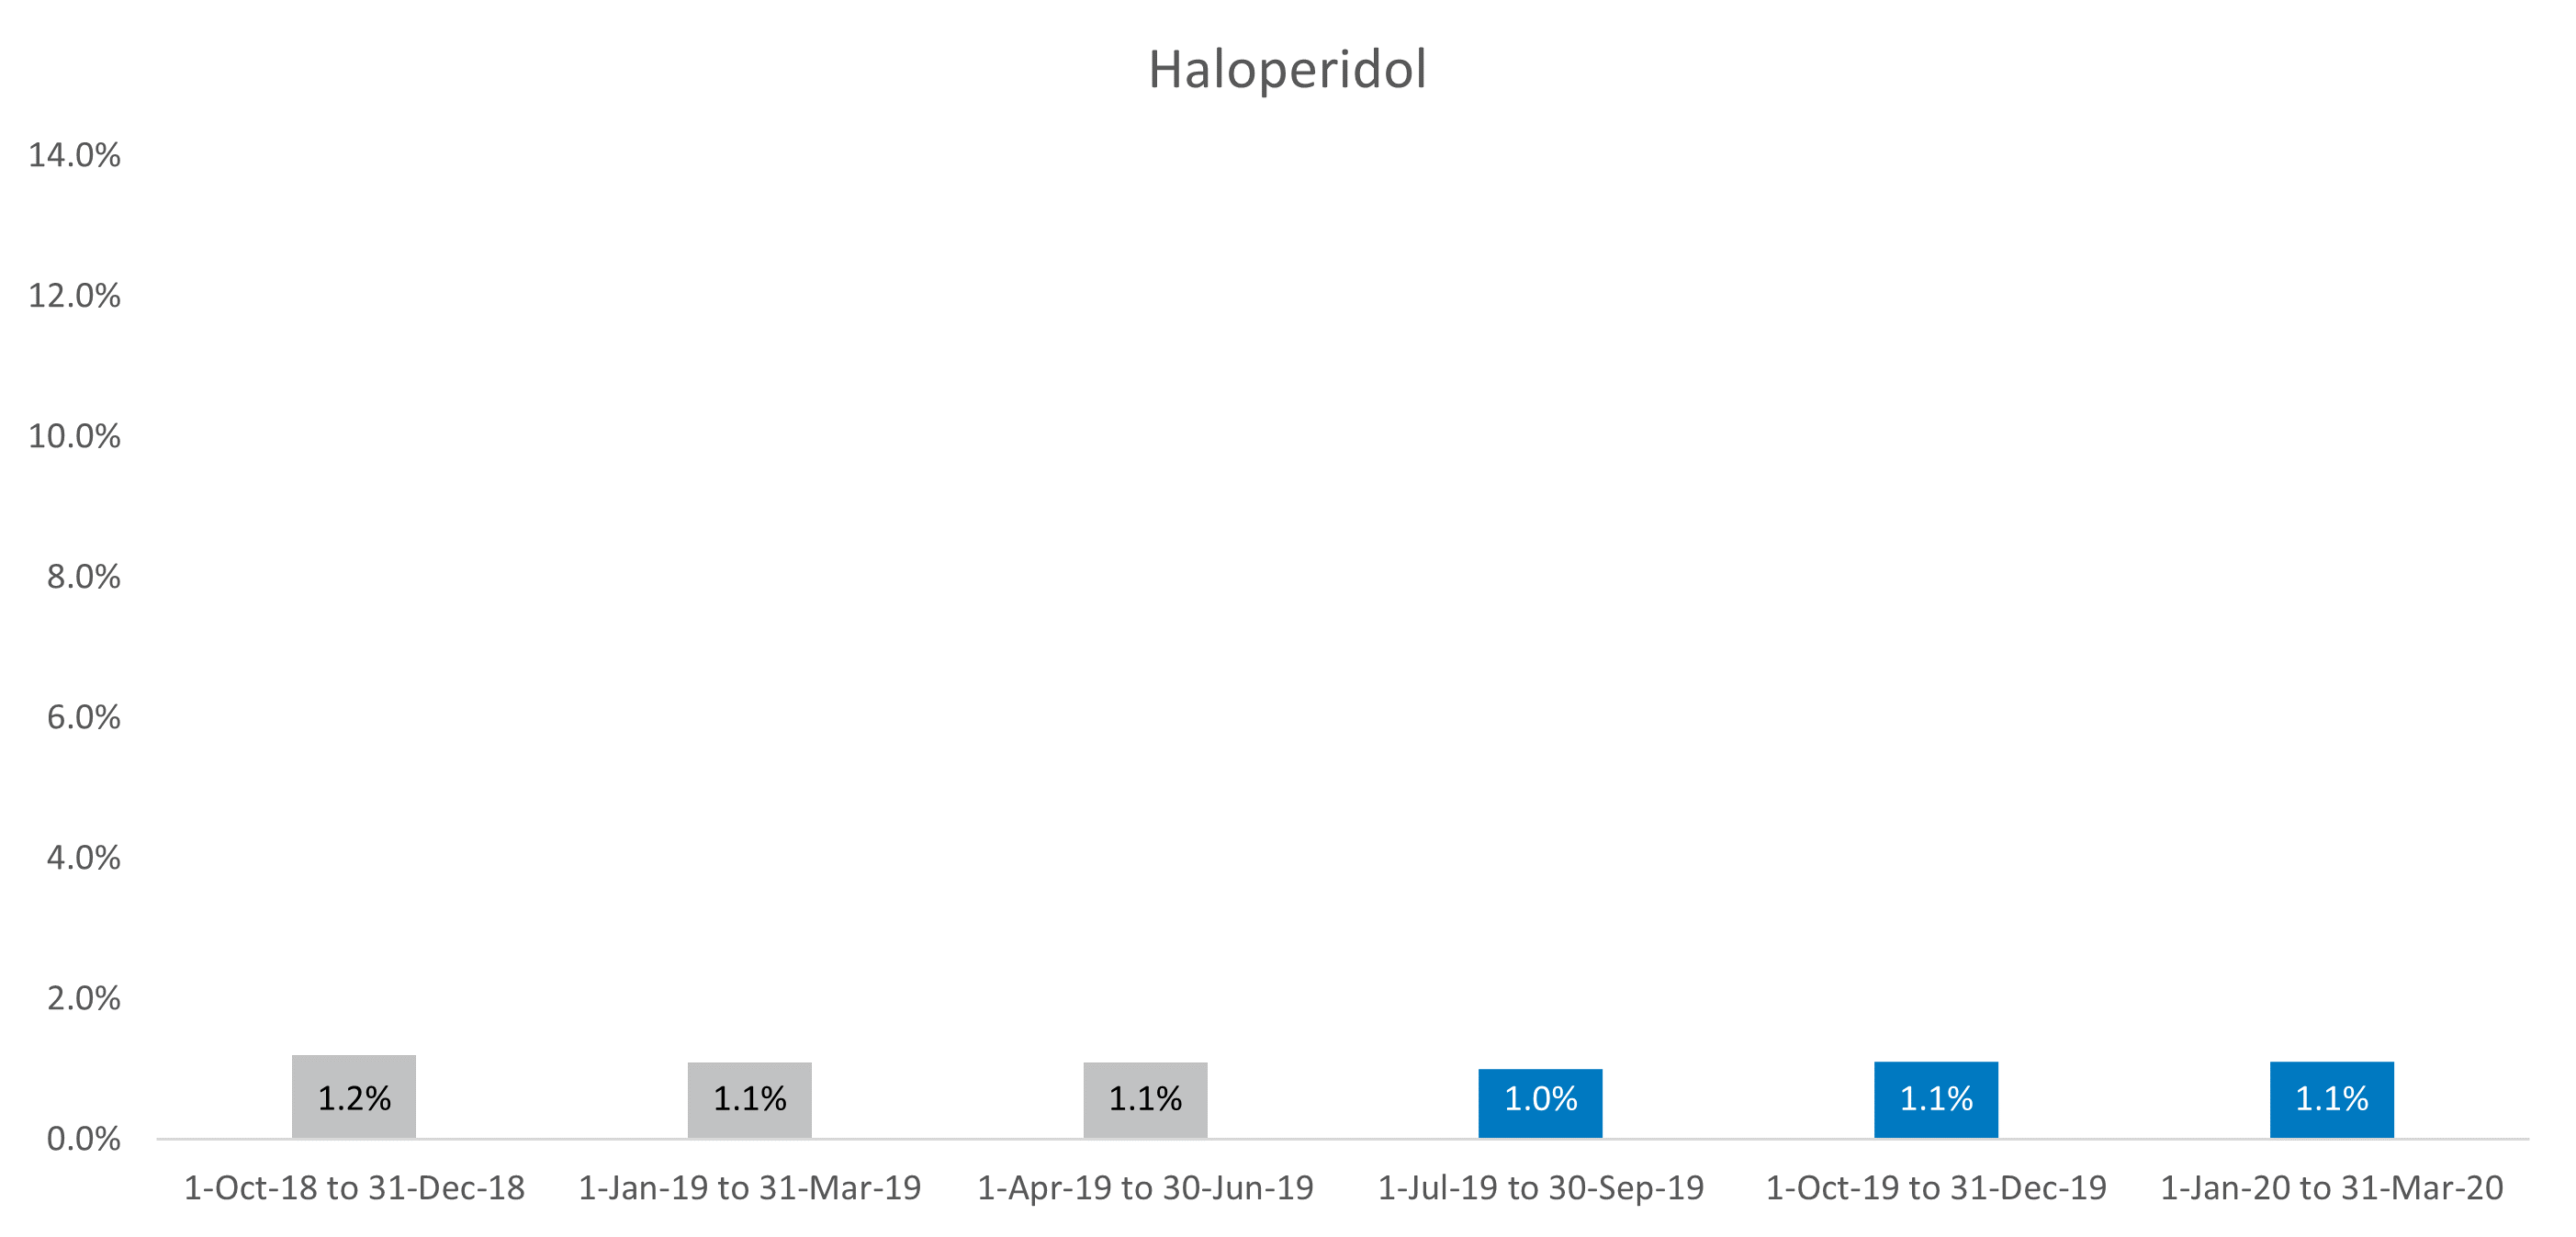 Haloperidol
14.0%
12.0%
10.0%
8.0%
6.0%
4.0%
2.0%
0.0%
1.2% 1.1% 1.1% 1.0% 1.1% 1.1%
1-Oct-18 to 31-Dec-18 1-Jan-19 to 31-Mar-19 1-Apr-19 to 30-Jun-19 1-Jul-19 to 30-Sep-19 1-Oct-19 to 31-Dec-19 1-Jan-20 to 31-Mar-20